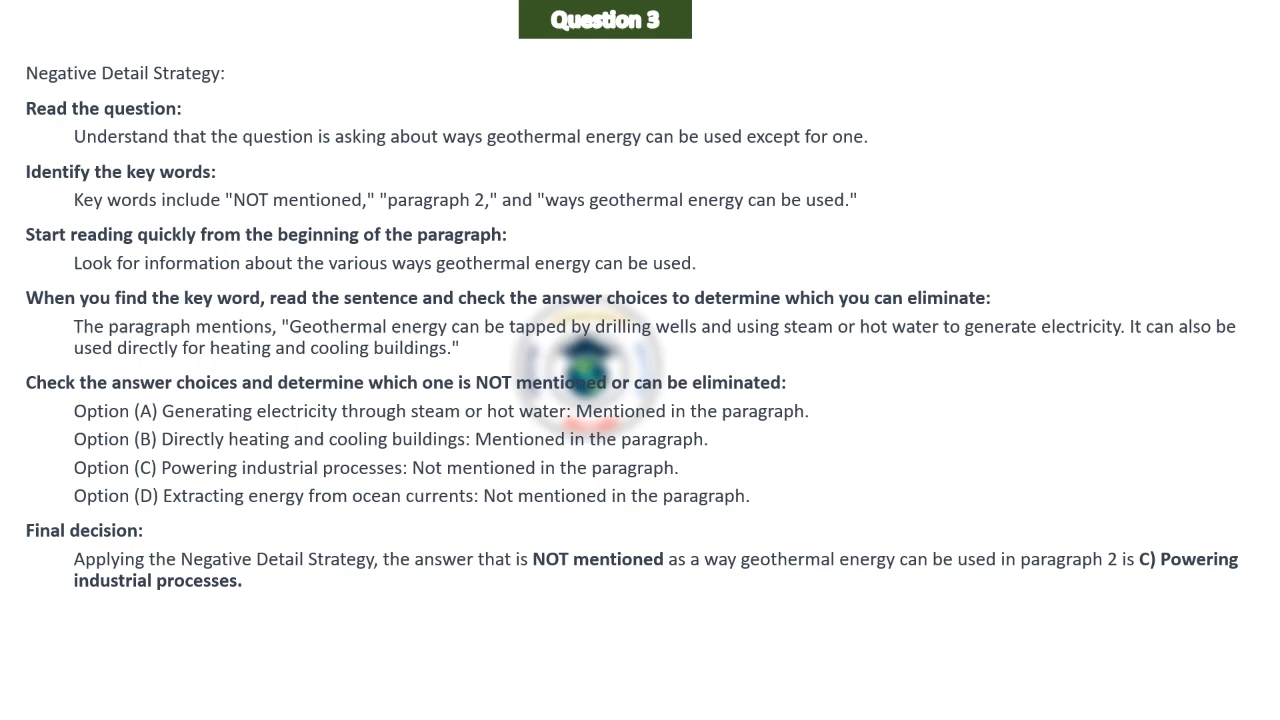 Question 3
Negative Detail Strategy:
Read the question:
Understand that the question is asking about ways geothermal energy can be used except for one.
Identify the key words:
Key words include "NOT mentioned," "paragraph 2," and "ways geothermal energy can be used."
Start reading quickly from the beginning of the paragraph:
Look for information about the various ways geothermal energy can be used.
When you find the key word, read the sentence and check the answer choices to determine which you can eliminate:
The paragraph mentions, "Geothermal energy can be tapped by drilling wells and using steam or hot water to generate electricity. It can also be
used directly for heating and cooling buildings."
Check the answer choices and determine which one is NOT mentioned or can be eliminated:
Option (A) Generating electricity through steam or hot water: Mentioned in the paragraph.
Option (B) Directly heating and cooling buildings: Mentioned in the paragraph.
Option (C) Powering industrial processes: Not mentioned in the paragraph.
Option (D) Extracting energy from ocean currents: Not mentioned in the paragraph.
Final decision:
Applying the Negative Detail Strategy, the answer that is NOT mentioned as a way geothermal energy can be used in paragraph 2 is C) Powering
industrial processes.